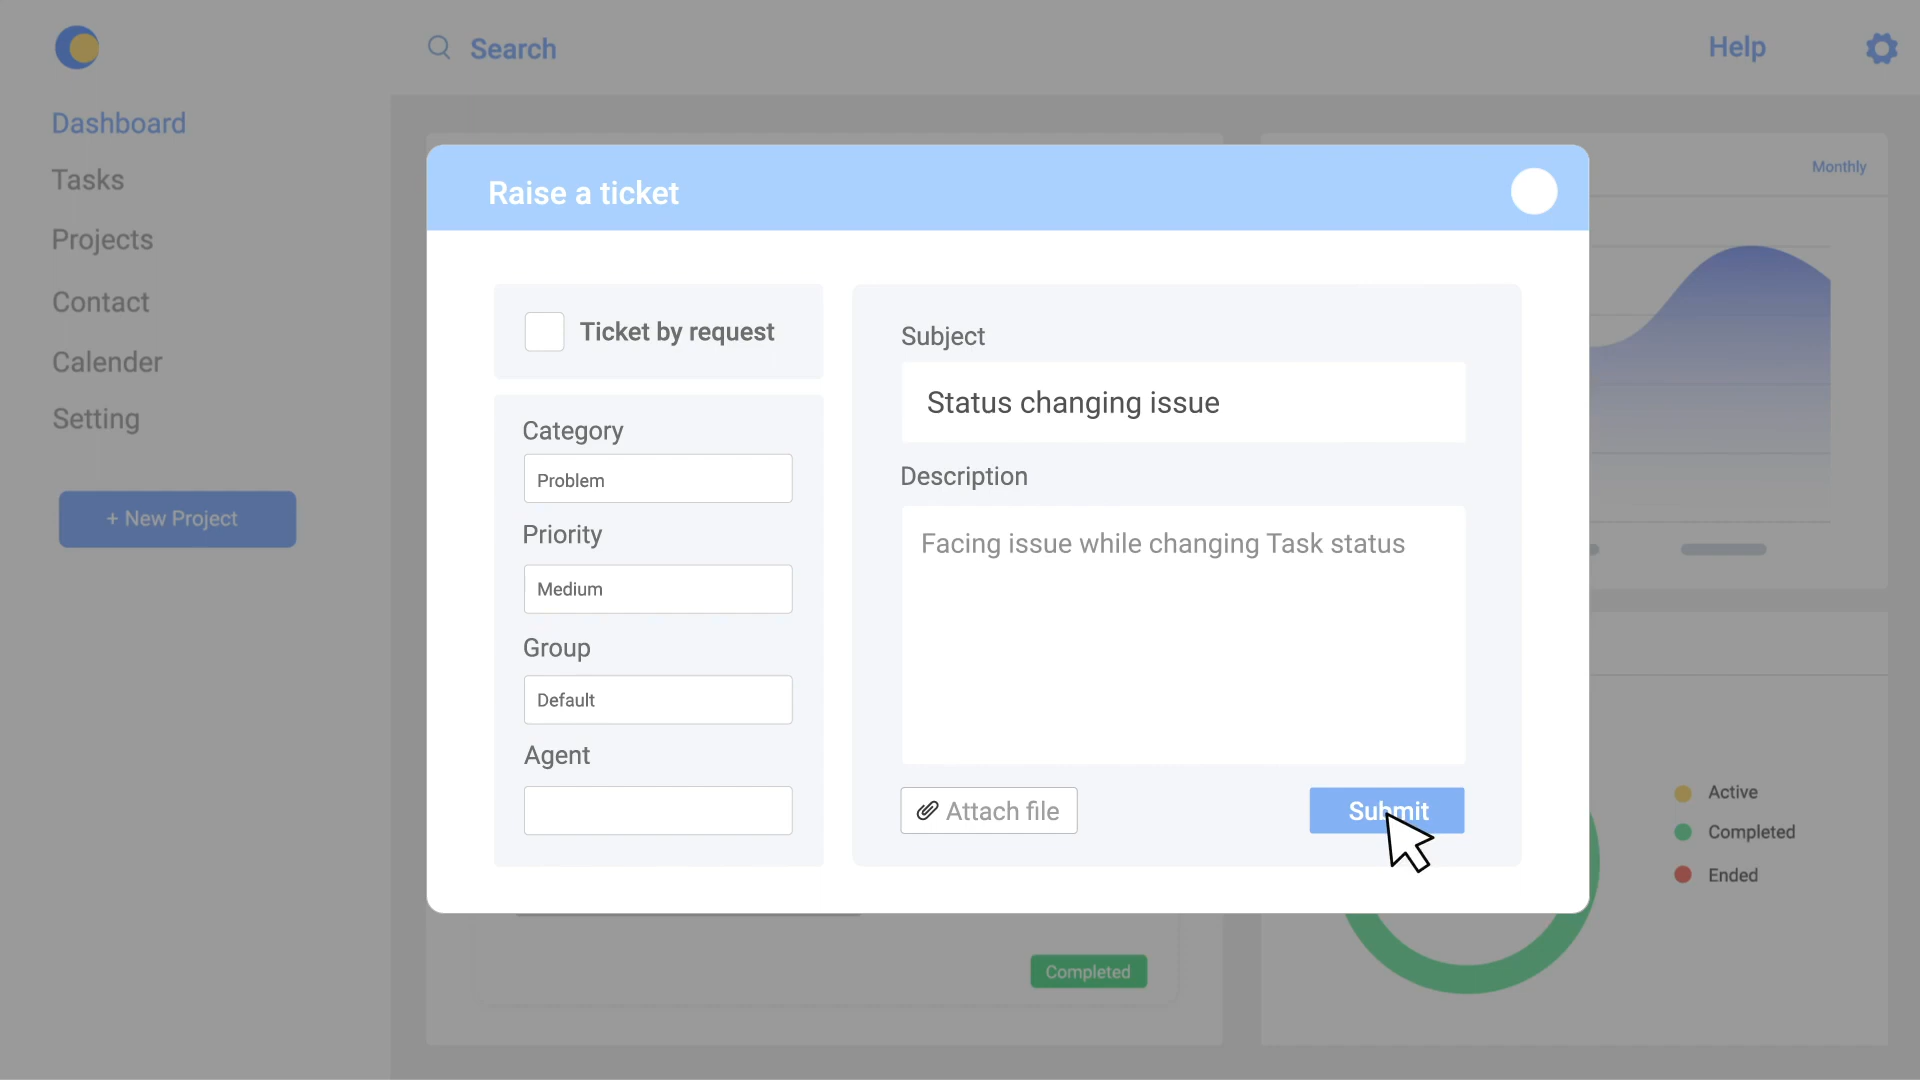 Search
Help
Dashboard
Tasks
Projects
Contact
Calender
Setting
+ New Project
Monthly
Raise a ticket
Ticket by request
Category
Problem
Priority
Medium
Group
Default
Agent
Subject
Status changing issue
Description
Facing issue while changing Task status
Attach file
Submit
Active
Completed
Ended
Completed